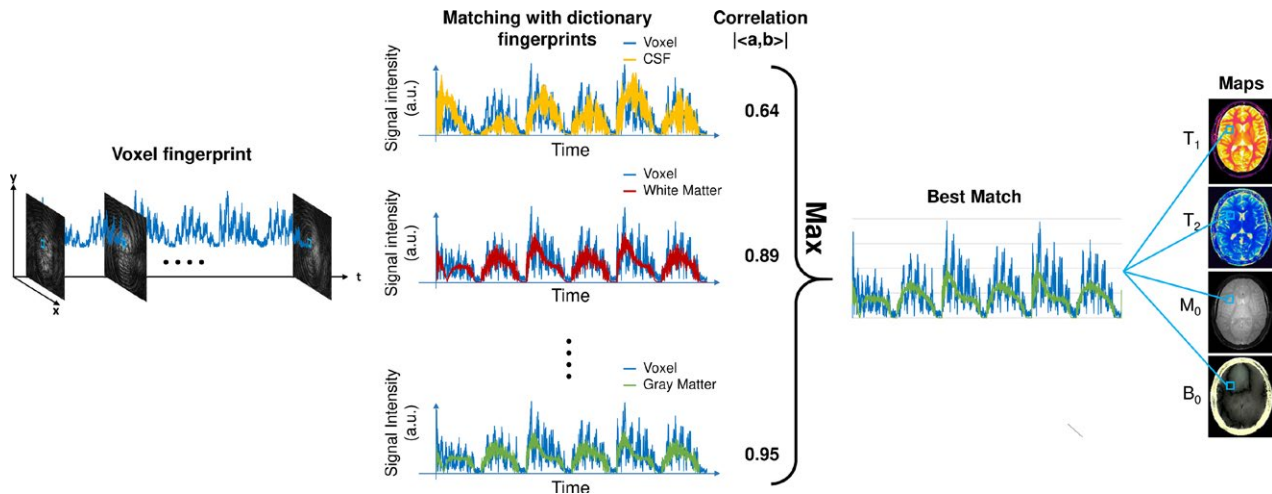 Voxel fingerprint
y
x
t
Matching with dictionary
fingerprints
Correlation
|<a,b>|
Signal intensity
(a.u.)
Voxel
CSF
Time
0.64
Signal intensity
(a.u.)
Voxel
White Matter
Time
0.89
Signal Intensity
(a.u.)
Voxel
Gray Matter
Time
0.95
Max
Best Match
Maps
T1
T2
M0
B0